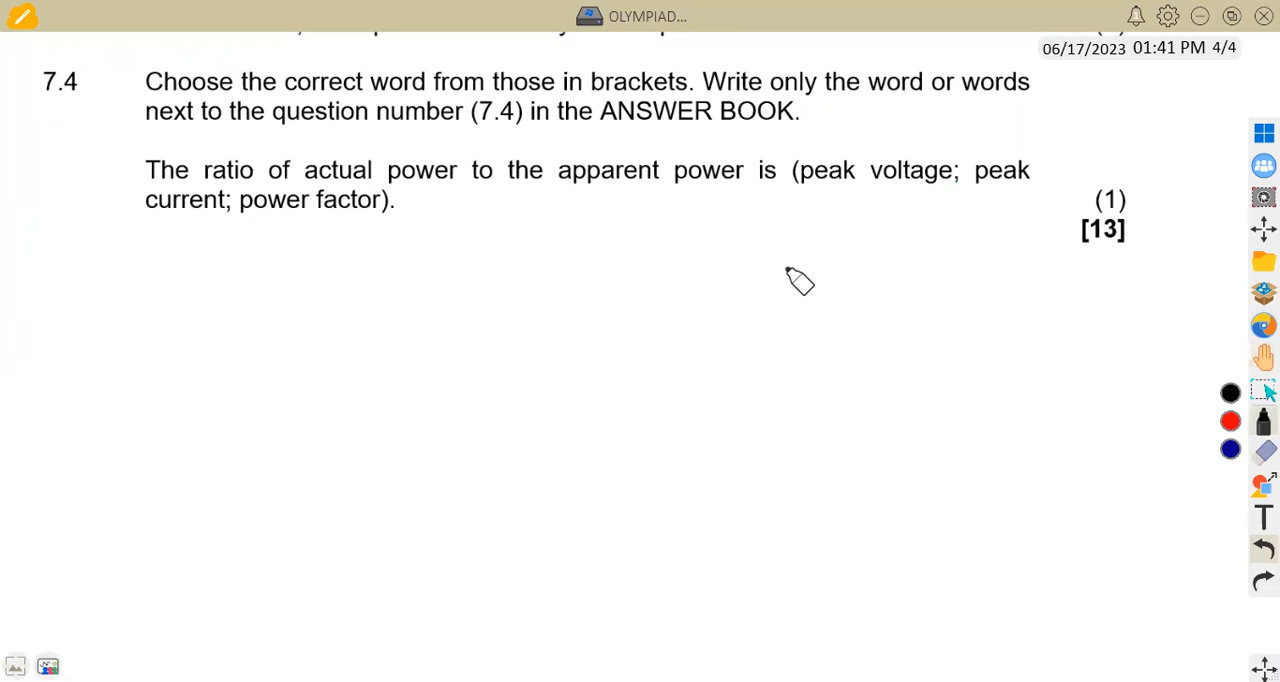 OLYMPIAD...
06/17/2023 01:41 PM 4/4
7.4 Choose the correct word from those in brackets. Write only the word or words
next to the question number (7.4) in the ANSWER BOOK.
The ratio of actual power to the apparent power is (peak voltage; peak
current; power factor). (1)
[13]